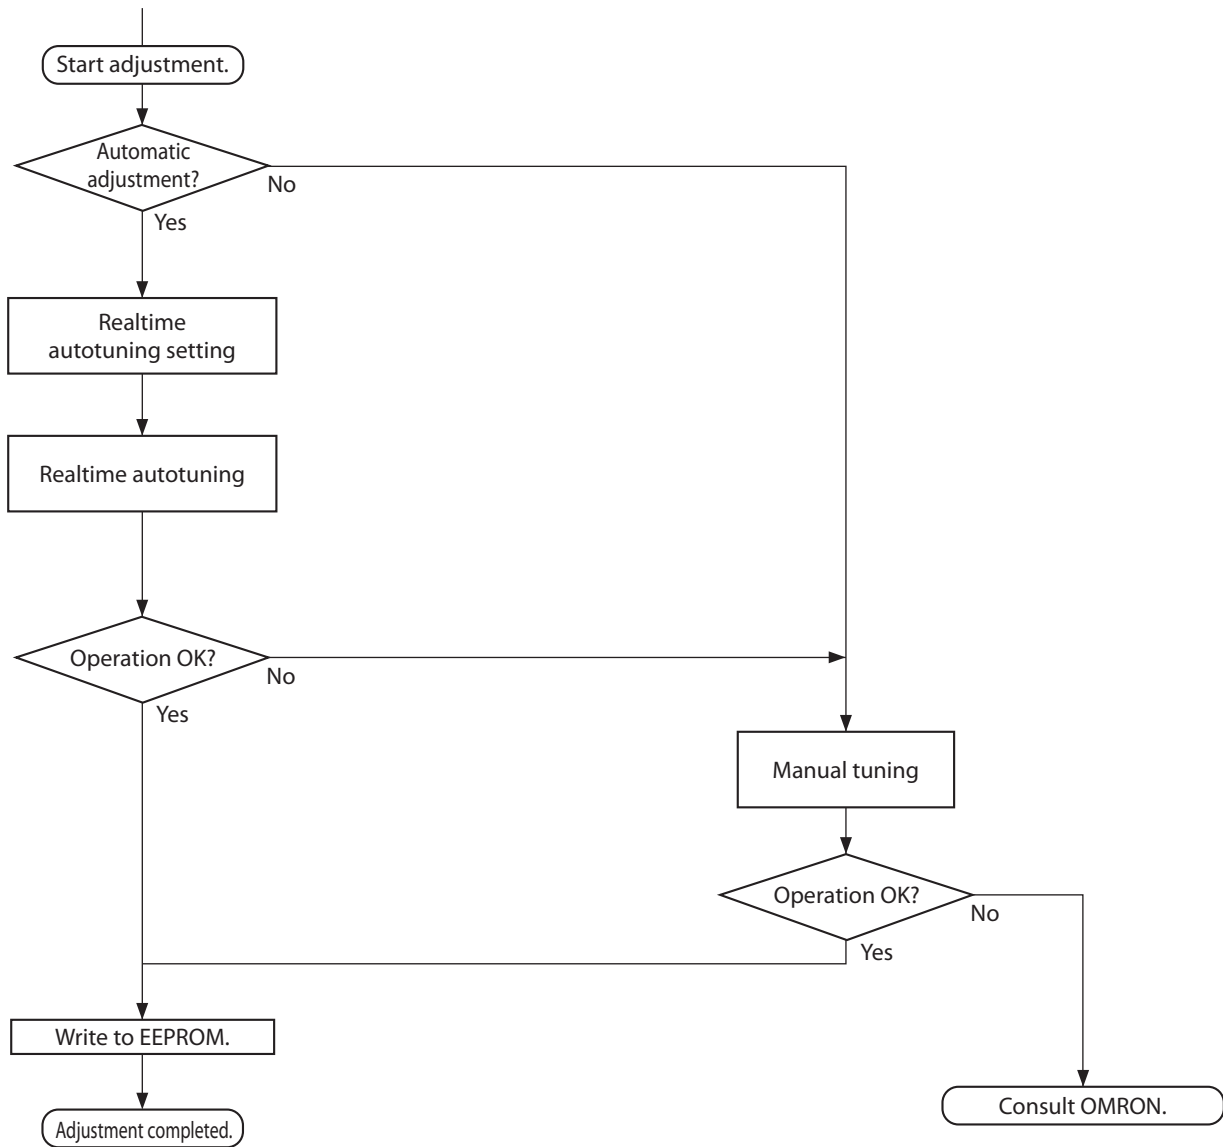 Start adjustment.
Automatic
adjustment?
No
Yes
Realtime
autotuning setting
Realtime autotuning
Operation OK?
No
Yes
Manual tuning
Operation OK?
No
Yes
Write to EEPROM.
Consult OMRON.
Adjustment completed.